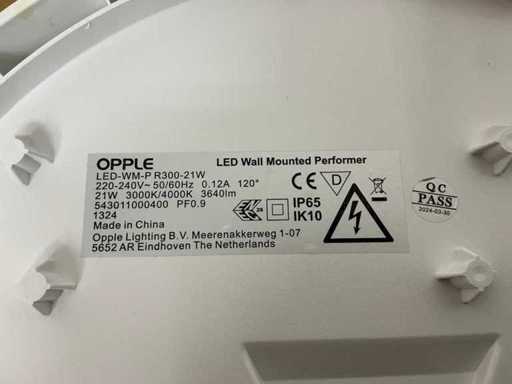 OPPLE
LED Wall Mounted Performer
LED-WM-P R300-21W
220-240V~ 50/60Hz 0.12A 120°
21W 3000K/4000K 3640lm
543011000400 PF0.9
1324
Made in China
Opple Lighting B.V. Meerenakkerweg 1-07
5652 AR Eindhoven The Netherlands
CE
D
IP65
IK10
QC
PASS
2024-03-30